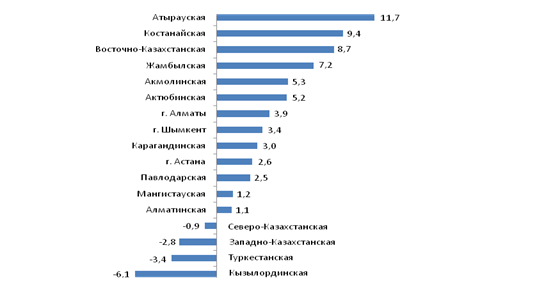 Атырауская 11,7
Костанайская 9,4
Восточно-Казахстанская 8,7
Жамбылская 7,2
Акмолинская 5,3
Актюбинская 5,2
г. Алматы 3,9
г. Шымкент 3,4
Карагандинская 3,0
г. Астана 2,6
Павлодарская 2,5
Мангистауская 1,2
Алматинская 1,1
-0,9 Северо-Казахстанская
-2,8 Западно-Казахстанская
-3,4 Туркестанская
-6,1 Кызылординская